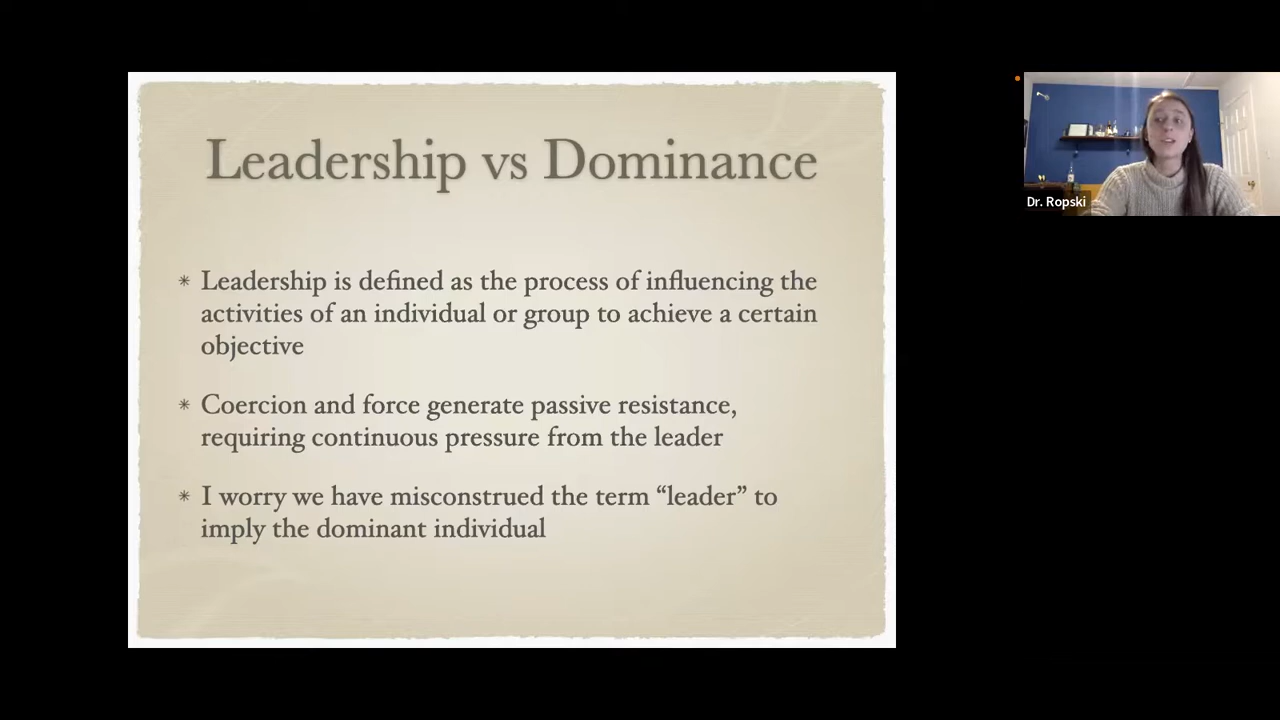 Leadership vs Dominance
Leadership is defined as the process of influencing the
activities of an individual or group to achieve a certain
objective
Coercion and force generate passive resistance,
requiring continuous pressure from the leader
I worry we have misconstrued the term “leader” to
imply the dominant individual
Dr. Ropski